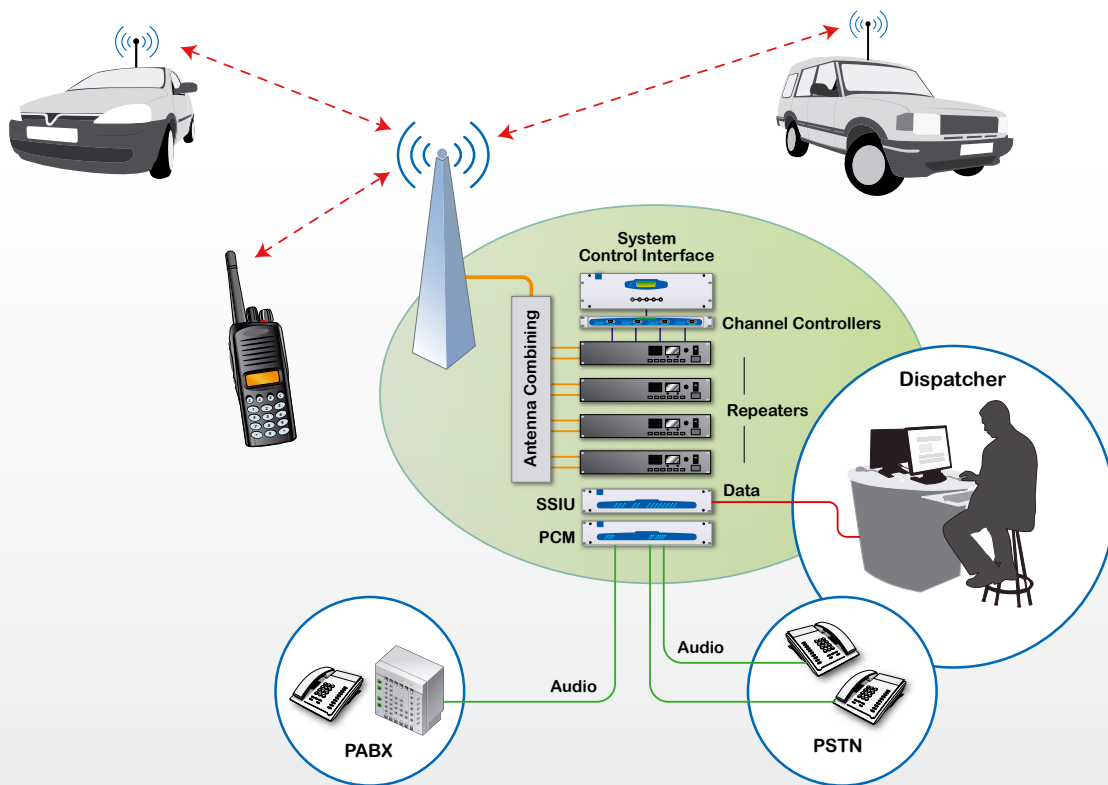 System
Control Interface
Channel Controllers
Antenna Combining
Repeaters
Dispatcher
SSIU
Data
PCM
Audio
Audio
PABX
PSTN